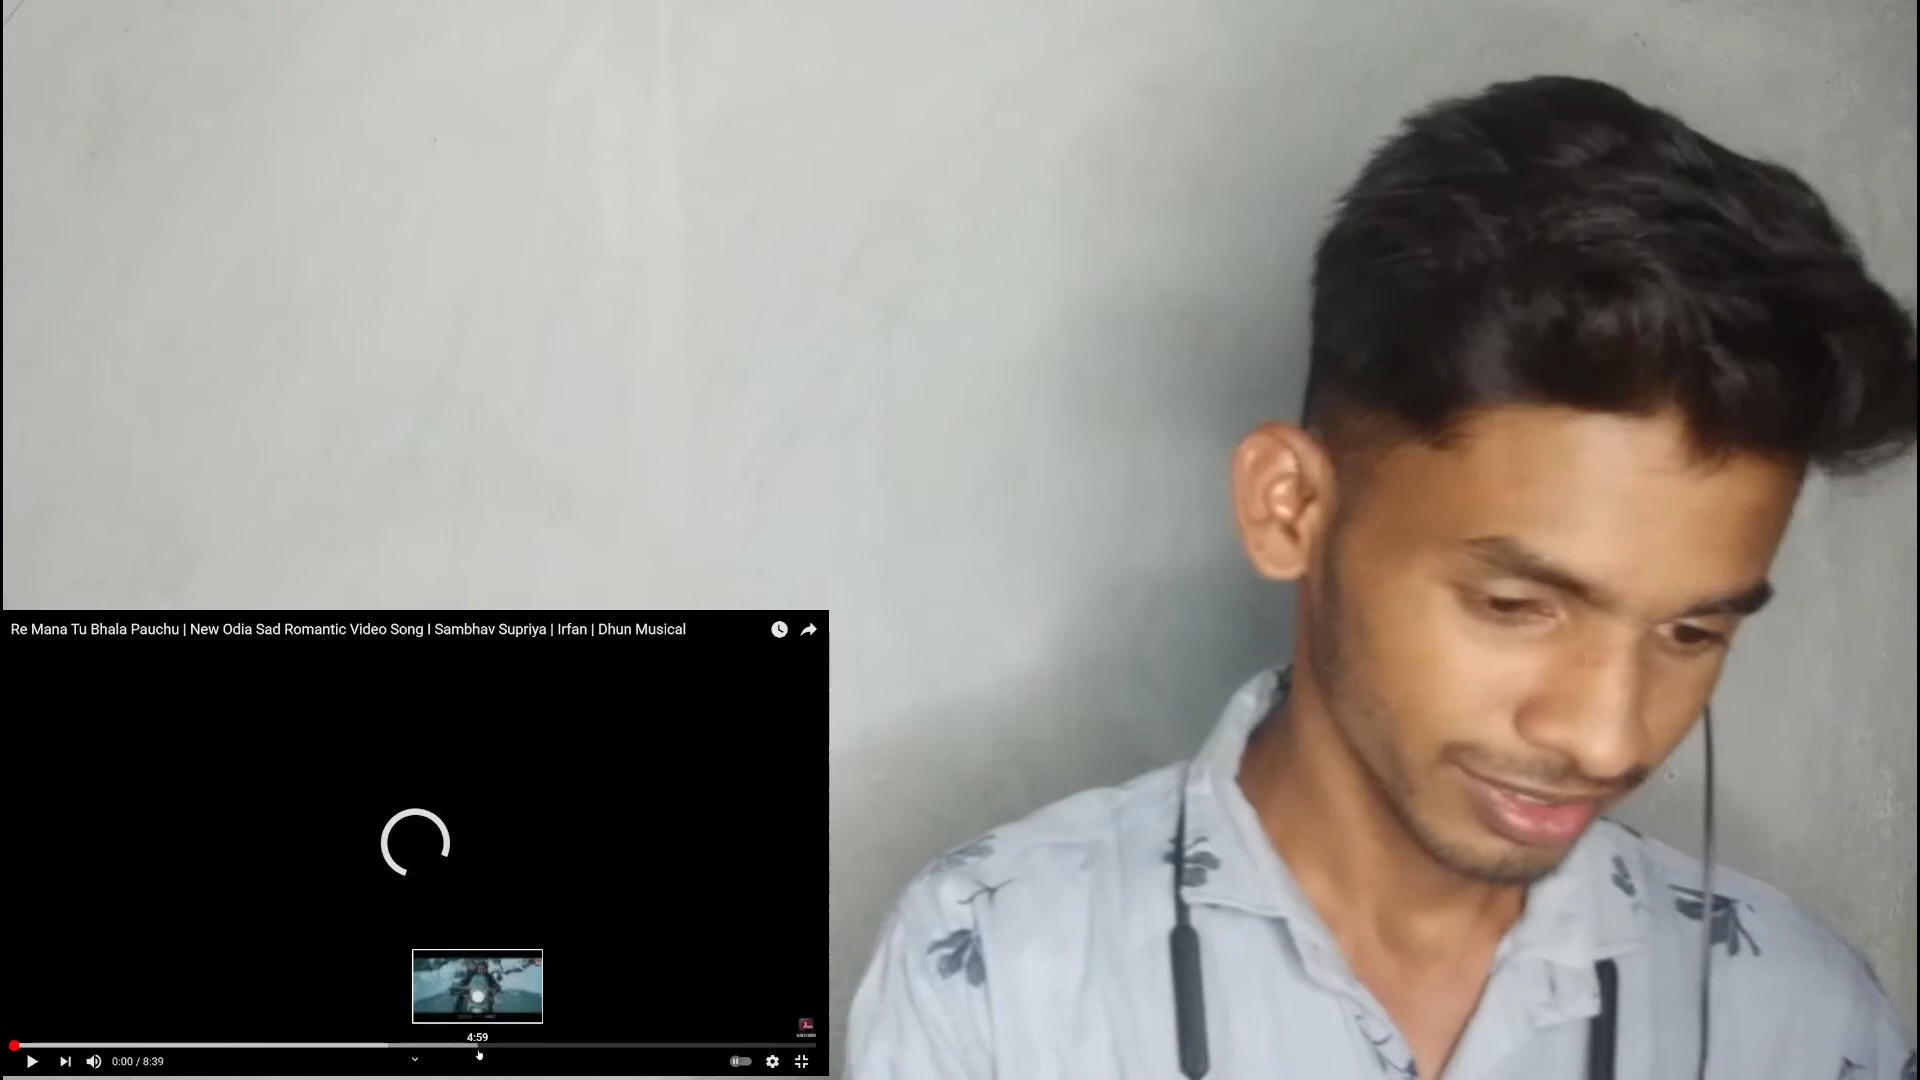 Re Mana Tu Bhala Pauchu | New Odia Sad Romantic Video Song l Sambhav Supriya | Irfan | Dhun Musical
4:59
0:00 / 8:39